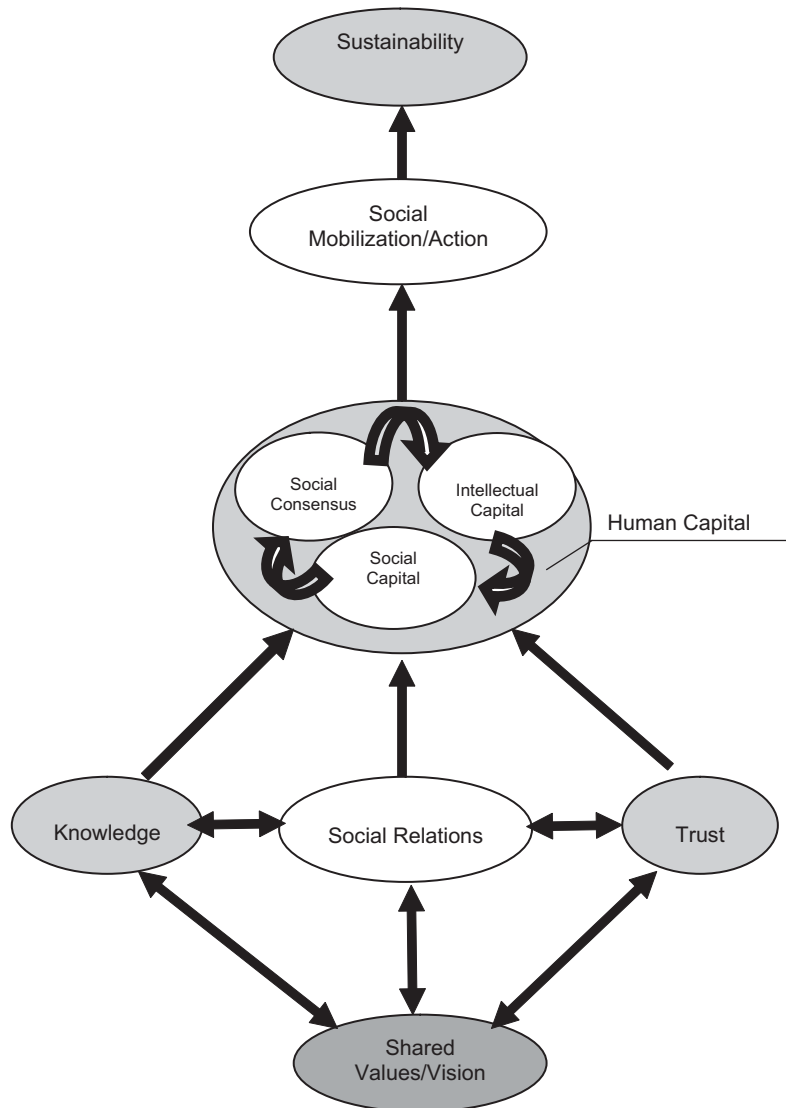 Sustainability
Social
Mobilization/Action
Social
Consensus
Intellectual
Capital
Social
Capital
Human Capital
Knowledge
Social Relations
Trust
Shared
Values/Vision